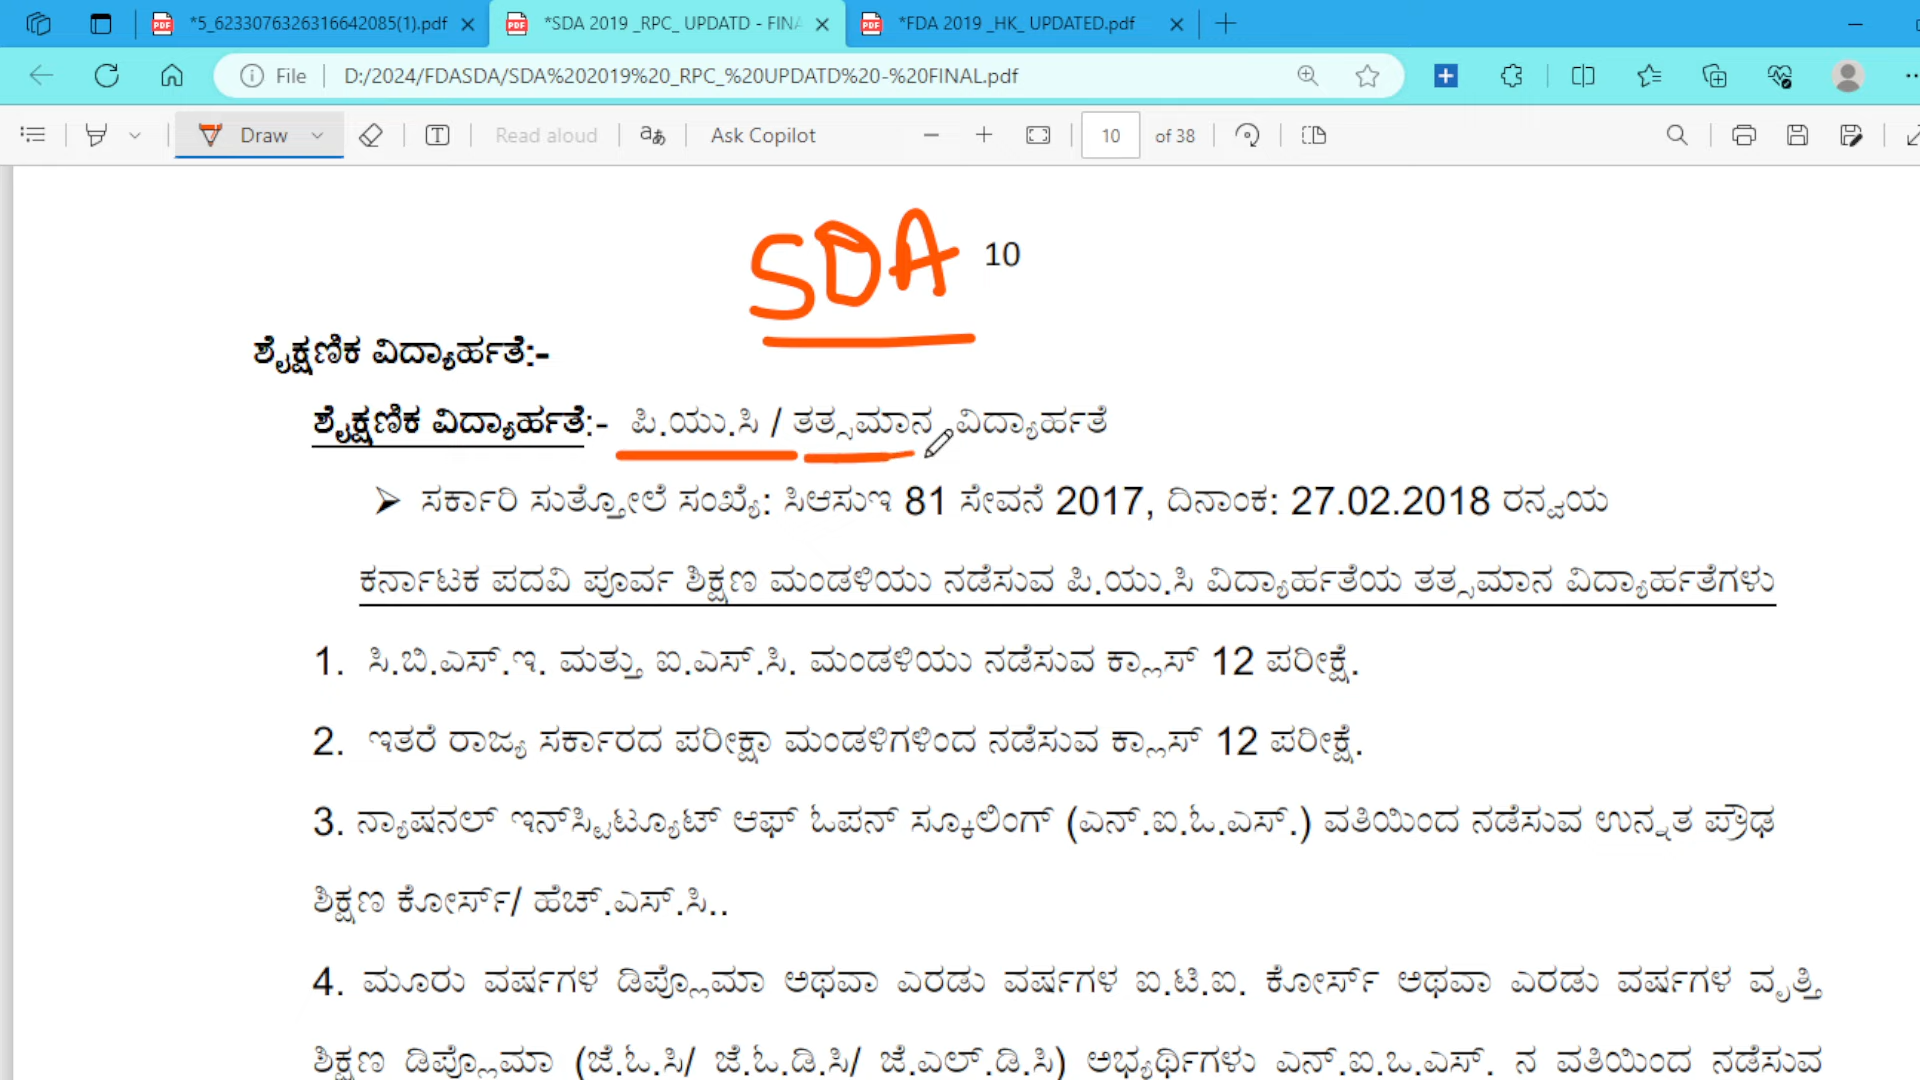 *5_6233076326316642085(1).pdf
*SDA 2019 _RPC_ UPDATD - FINA
*FDA 2019 _HK_ UPDATED.pdf
File
D:/2024/FDASDA/SDA%202019%20_RPC_%20UPDATD%20-%20FINAL.pdf
Draw
Read aloud
Ask Copilot
10
of 38
SDA
10
ಶೈಕ್ಷಣಿಕ ವಿದ್ಯಾರ್ಹತೆ:-
ಶೈಕ್ಷಣಿಕ ವಿದ್ಯಾರ್ಹತೆ:- ಪಿ.ಯು.ಸಿ / ತತ್ಸಮಾನ ವಿದ್ಯಾರ್ಹತೆ
➢ ಸರ್ಕಾರಿ ಸುತ್ತೋಲೆ ಸಂಖ್ಯೆ: ಸಿಆಸುಇ 81 ಸೇವನೆ 2017, ದಿನಾಂಕ: 27.02.2018 ರನ್ವಯ
ಕರ್ನಾಟಕ ಪದವಿ ಪೂರ್ವ ಶಿಕ್ಷಣ ಮಂಡಳಿಯು ನಡೆಸುವ ಪಿ.ಯು.ಸಿ ವಿದ್ಯಾರ್ಹತೆಯ ತತ್ಸಮಾನ ವಿದ್ಯಾರ್ಹತೆಗಳು
1. ಸಿ.ಬಿ.ಎಸ್.ಇ. ಮತ್ತು ಐ.ಎಸ್.ಸಿ. ಮಂಡಳಿಯು ನಡೆಸುವ ಕ್ಲಾಸ್ 12 ಪರೀಕ್ಷೆ.
2. ಇತರೆ ರಾಜ್ಯ ಸರ್ಕಾರದ ಪರೀಕ್ಷಾ ಮಂಡಳಿಗಳಿಂದ ನಡೆಸುವ ಕ್ಲಾಸ್ 12 ಪರೀಕ್ಷೆ.
3. ನ್ಯಾಷನಲ್ ಇನ್‌ಸ್ಟಿಟ್ಯೂಟ್ ಆಫ್ ಓಪನ್ ಸ್ಕೂಲಿಂಗ್ (ಎನ್.ಐ.ಓ.ಎಸ್.) ವತಿಯಿಂದ ನಡೆಸುವ ಉನ್ನತ ಪ್ರೌಢ
ಶಿಕ್ಷಣ ಕೋರ್ಸ್/ ಹೆಚ್.ಎಸ್.ಸಿ..
4. ಮೂರು ವರ್ಷಗಳ ಡಿಪ್ಲೊಮಾ ಅಥವಾ ಎರಡು ವರ್ಷಗಳ ಐ.ಟಿ.ಐ. ಕೋರ್ಸ್ ಅಥವಾ ಎರಡು ವರ್ಷಗಳ ವೃತ್ತಿ
ಶಿಕ್ಷಣ ಡಿಪ್ಲೊಮಾ (ಜೆ.ಓ.ಸಿ/ ಜೆ.ಓ.ಡಿ.ಸಿ/ ಜೆ.ಎಲ್.ಡಿ.ಸಿ) ಅಭ್ಯರ್ಥಿಗಳು ಎನ್.ಐ.ಒ.ಎಸ್. ನ ವತಿಯಿಂದ ನಡೆಸುವ